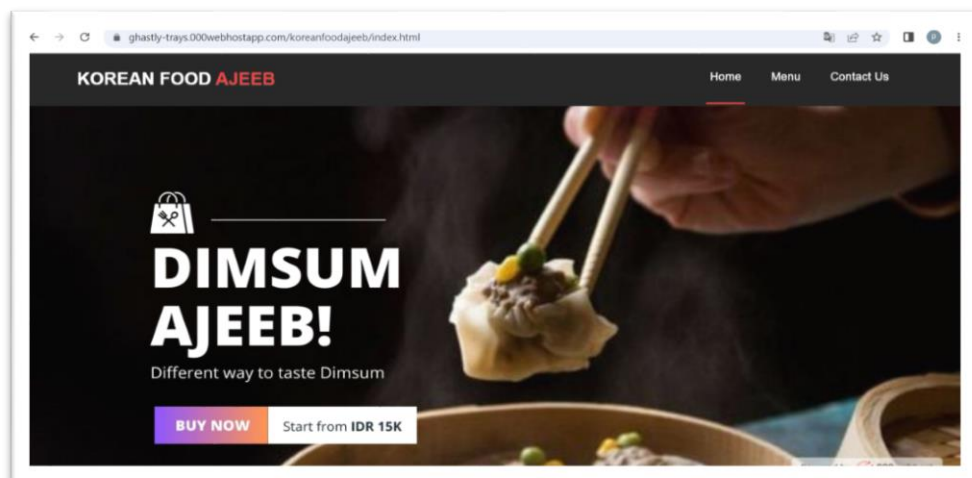 ghastly-trays.000webhostapp.com/koreanfoodajeeb/index.html
KOREAN FOOD AJEEB
Home Menu Contact Us
DIMSUM
AJEEB!
Different way to taste Dimsum
BUY NOW Start from IDR 15K